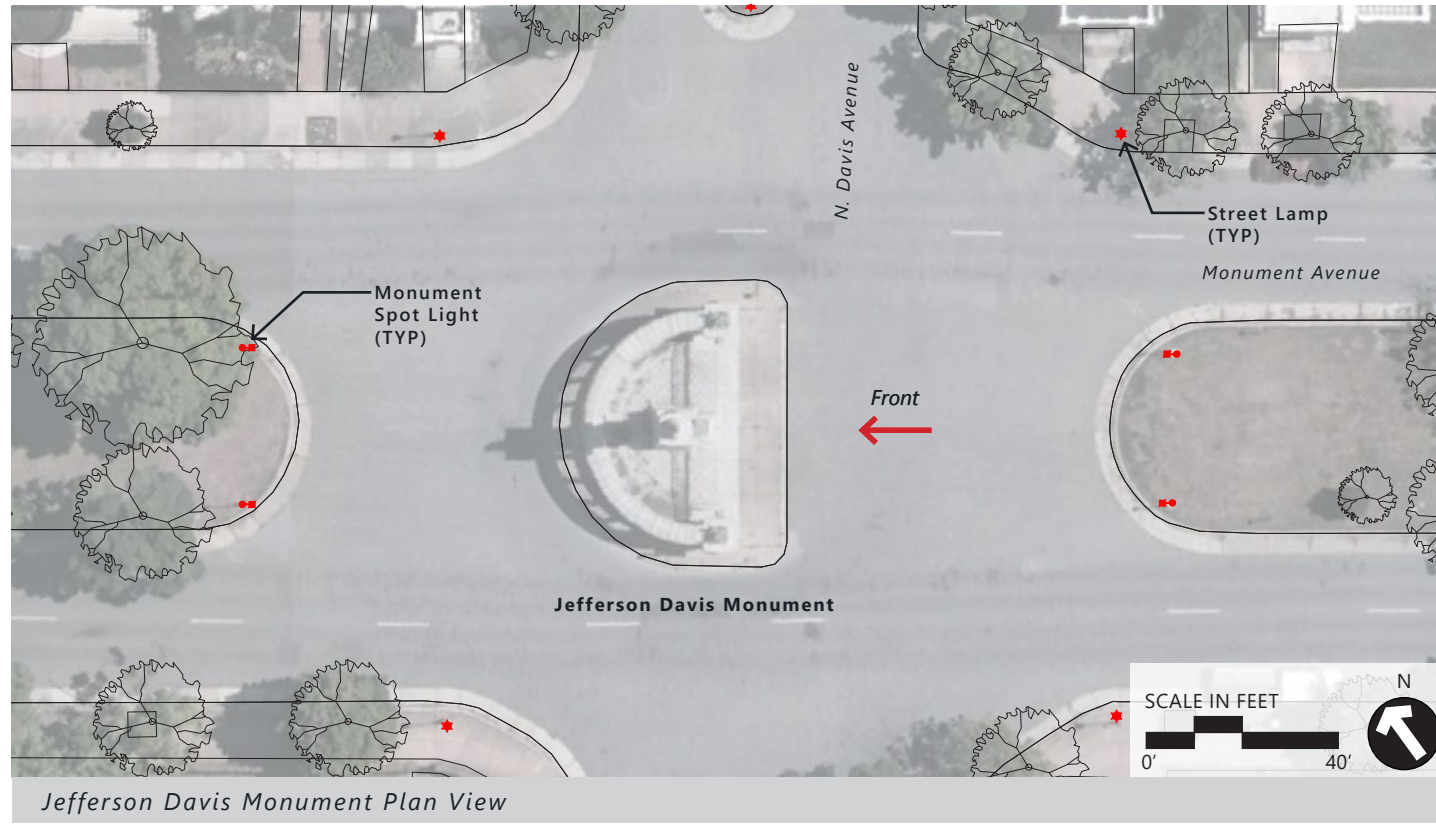 N. Davis Avenue
Street Lamp
(TYP)
Monument Avenue
Monument
Spot Light
(TYP)
Front
Jefferson Davis Monument
SCALE IN FEET
0′
40′
N
Jefferson Davis Monument Plan View